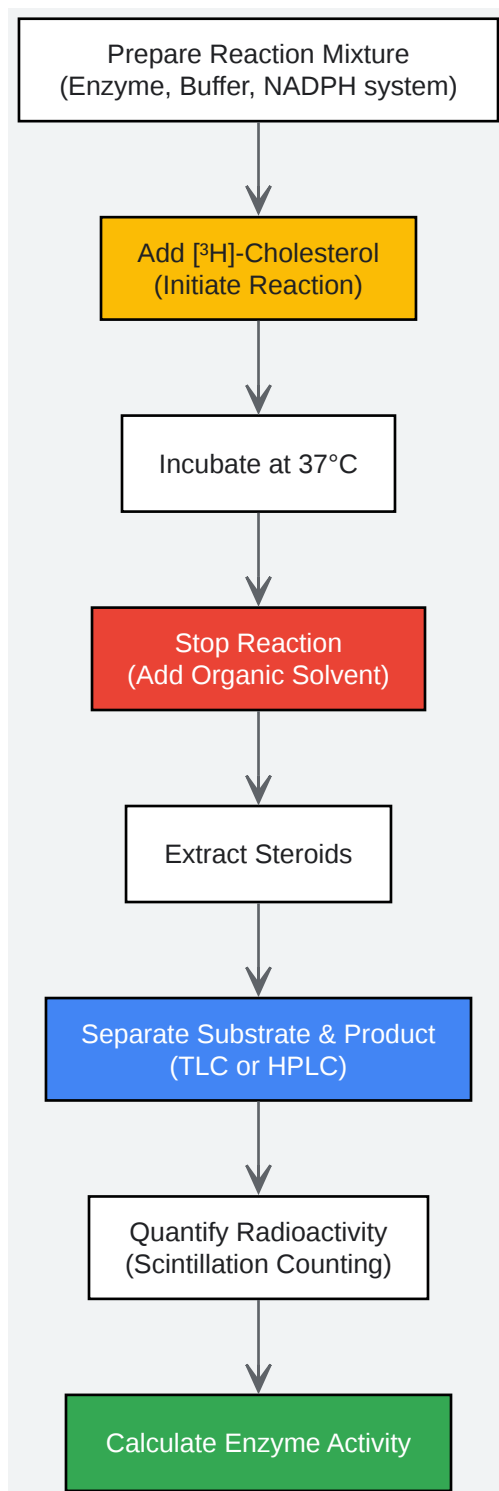 Prepare Reaction Mixture
(Enzyme, Buffer, NADPH system)
Add [³H]-Cholesterol
(Initiate Reaction)
Incubate at 37°C
Stop Reaction
(Add Organic Solvent)
Extract Steroids
Separate Substrate & Product
(TLC or HPLC)
Quantify Radioactivity
(Scintillation Counting)
Calculate Enzyme Activity